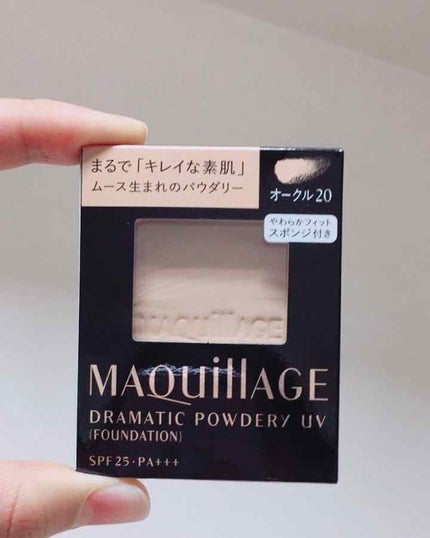 まるで「キレイな素肌」
ムース生まれのパウダリー
オークル20
やわらかフィット
スポンジ付き
MAQuillAGE
MAQuillAGE
DRAMATIC POWDERY UV
(FOUNDATION)
SPF25・PA+++